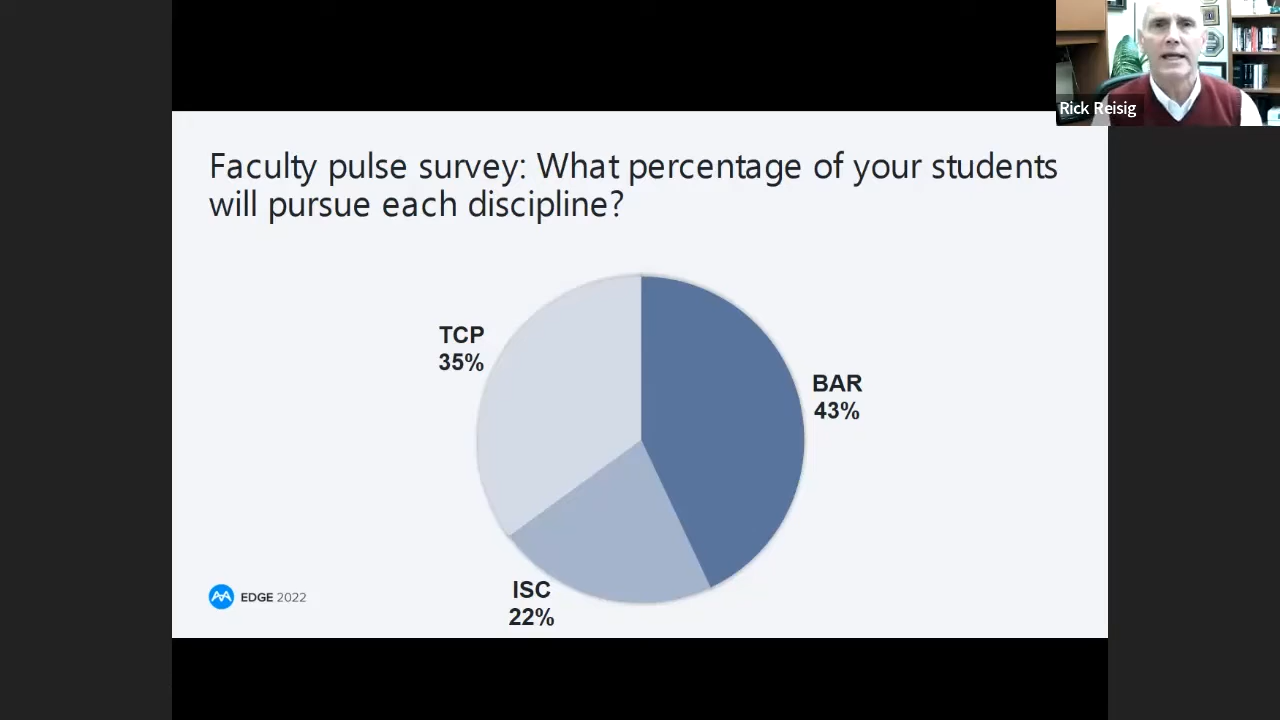 Rick Reisig
Faculty pulse survey: What percentage of your students
will pursue each discipline?
TCP
35%
BAR
43%
ISC
22%
EDGE 2022